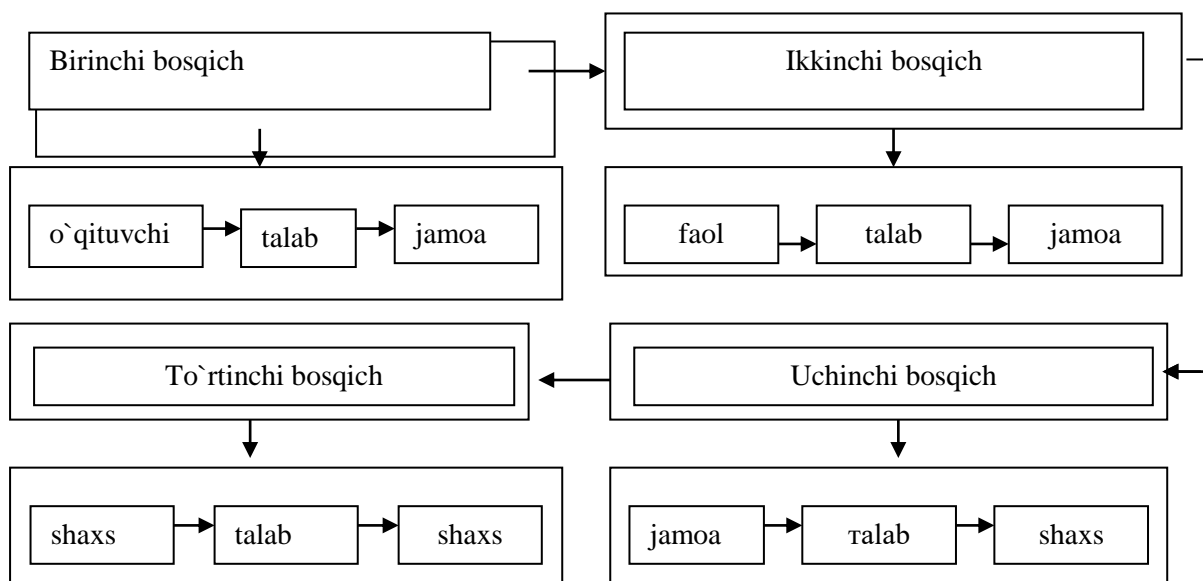 Birinchi bosqich
Ikkinchi bosqich
o`qituvchi
talab
jamoa
faol
talab
jamoa
To`rtinchi bosqich
Uchinchi bosqich
shaxs
talab
shaxs
jamoa
тalab
shaxs